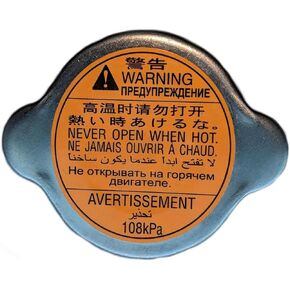 警告
WARNING
ПРЕДУПРЕЖДЕНИЕ
高温时请勿打开
熱い時あけるな。
NEVER OPEN WHEN HOT.
NE JAMAIS OUVRIR À CHAUD.
لا تفتح ابداً عندما يكون ساخناً
Не открывать на горячем
двигателе.
AVERTISSEMENT
تحذير
108kPa